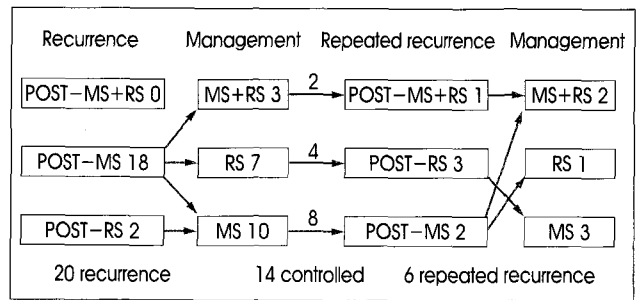 Recurrence Management Repeated recurrence Management
POST-MS+RS 0 MS+RS 3 2 POST-MS+RS 1 MS+RS 2
POST-MS 18 RS 7 4 POST-RS 3 RS 1
POST-RS 2 MS 10 8 POST-MS 2 MS 3
20 recurrence 14 controlled 6 repeated recurrence